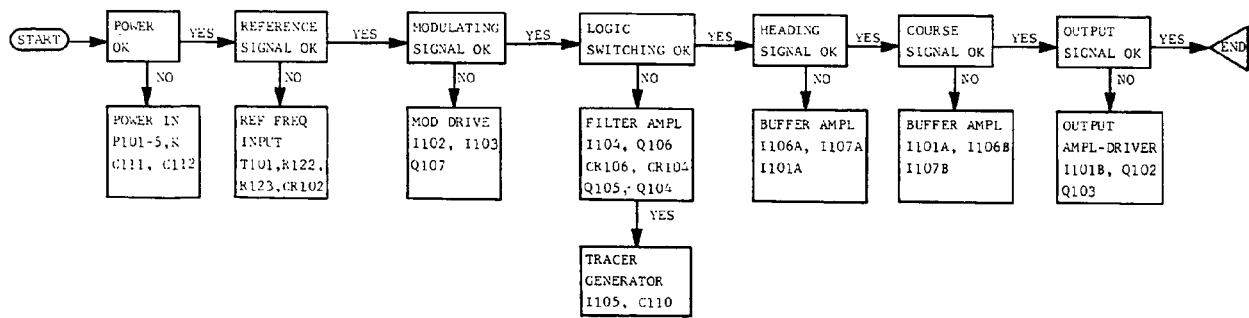 START
POWER
OK
YES
REFERENCE
SIGNAL OK
YES
MODULATING
SIGNAL OK
YES
LOGIC
SWITCHING OK
YES
HEADING
SIGNAL OK
YES
COURSE
SIGNAL OK
YES
OUTPUT
SIGNAL OK
YES
END
NO
NO
NO
NO
NO
NO
NO
POWER IN
P101-5,R
C111, C112
REF FREQ
INPUT
T101,R122,
R123,CR102
MOD DRIVE
I102, I103
Q107
FILTER AMPL
I104, Q106
CR106, CR104
Q105, Q104
BUFFER AMPL
I106A, I107A
I101A
BUFFER AMPL
I101A, I106B
I107B
OUTPUT
AMPL-DRIVER
I101B, Q102
Q103
YES
TRACER
GENERATOR
I105, C110